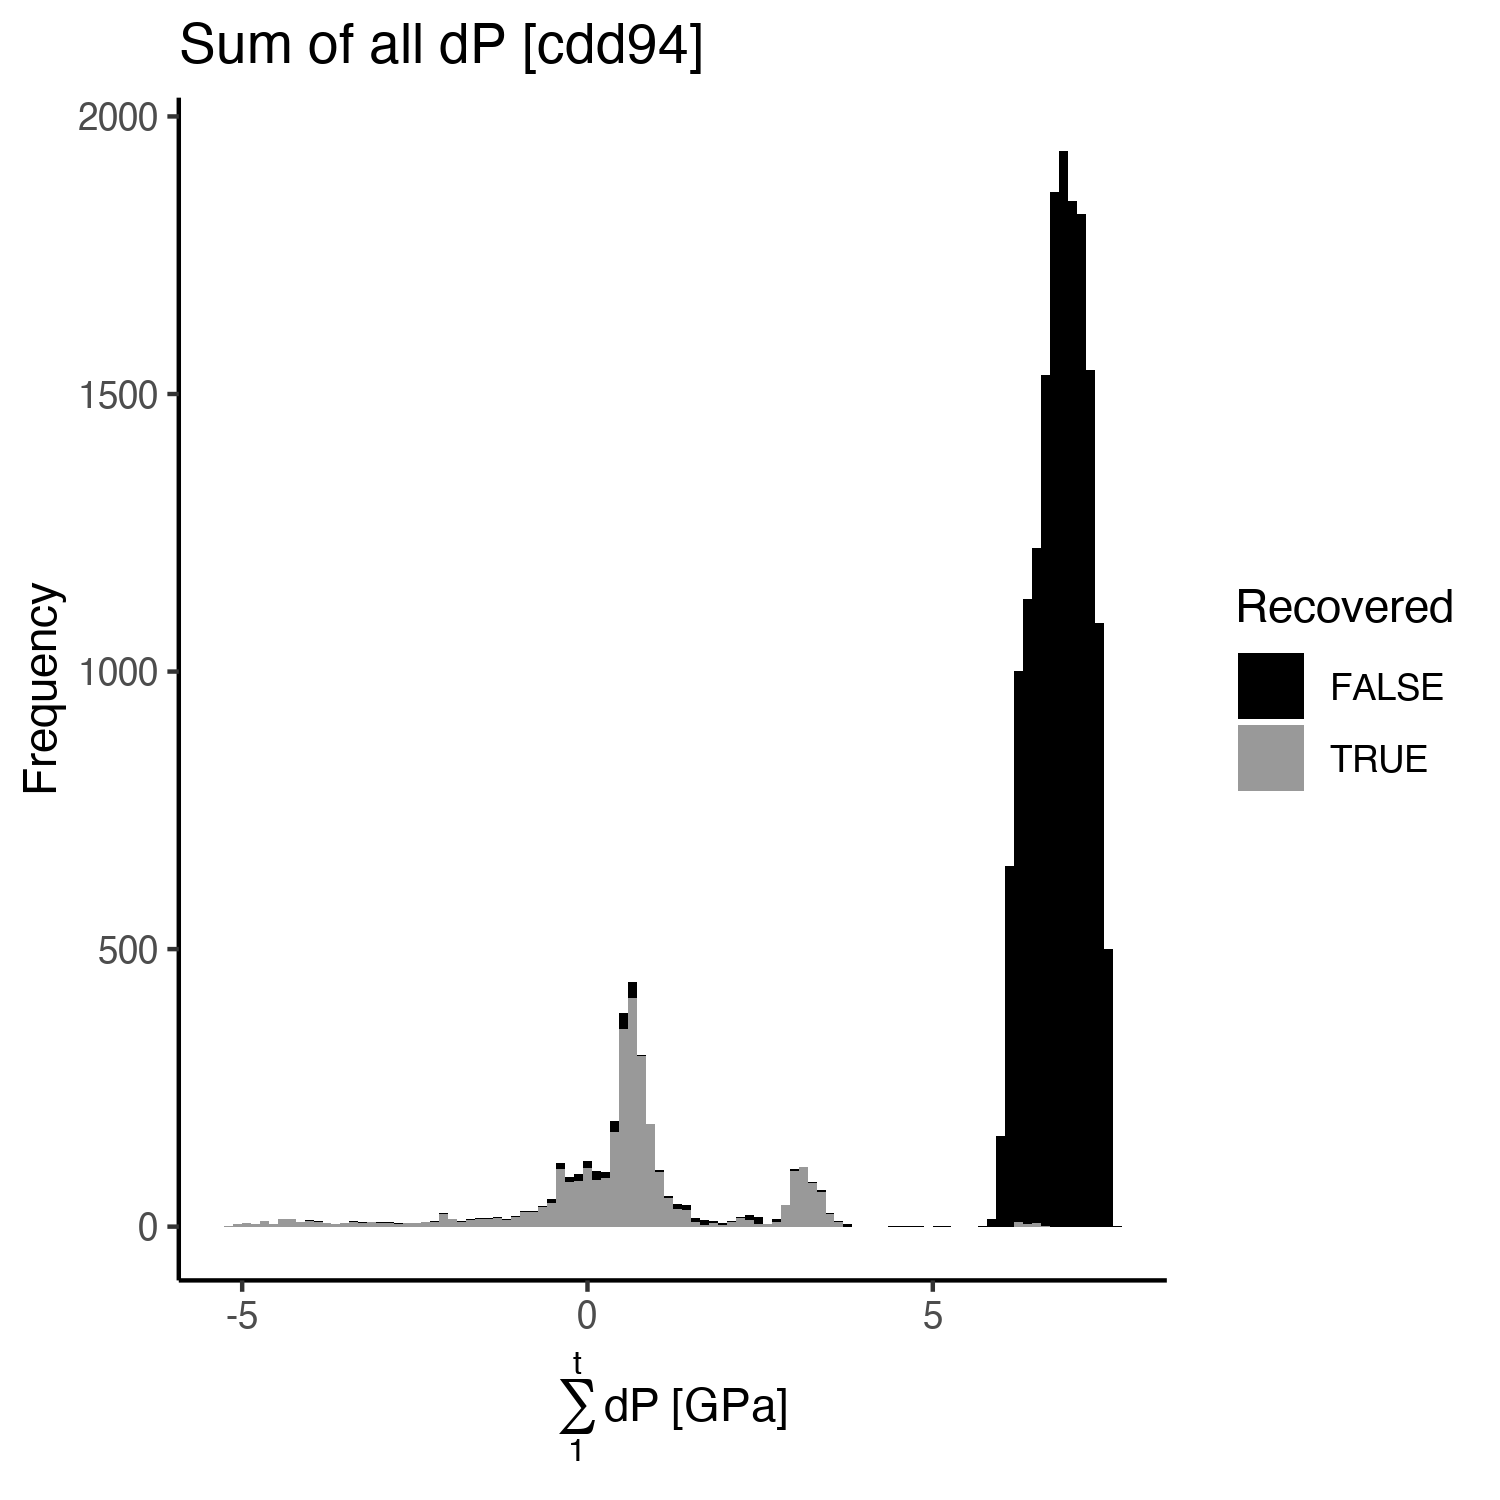 Sum of all dP [cdd94]
2000
1500
1000
500
0
Frequency
-5 0 5
t
∑ dP [GPa]
1
Recovered
FALSE
TRUE